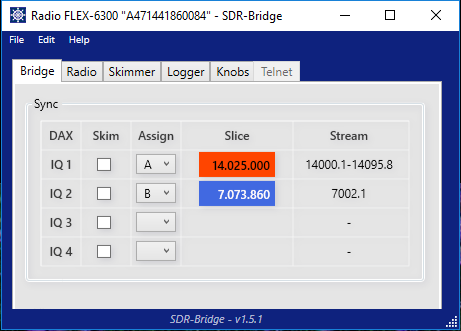 Radio FLEX-6300 "A471441860084" - SDR-Bridge
File Edit Help
Bridge Radio Skimmer Logger Knobs Telnet
Sync
DAX Skim Assign Slice Stream
IQ 1 A 14.025.000 14000.1-14095.8
IQ 2 B 7.073.860 7002.1
IQ 3 -
IQ 4 -
SDR-Bridge - v1.5.1